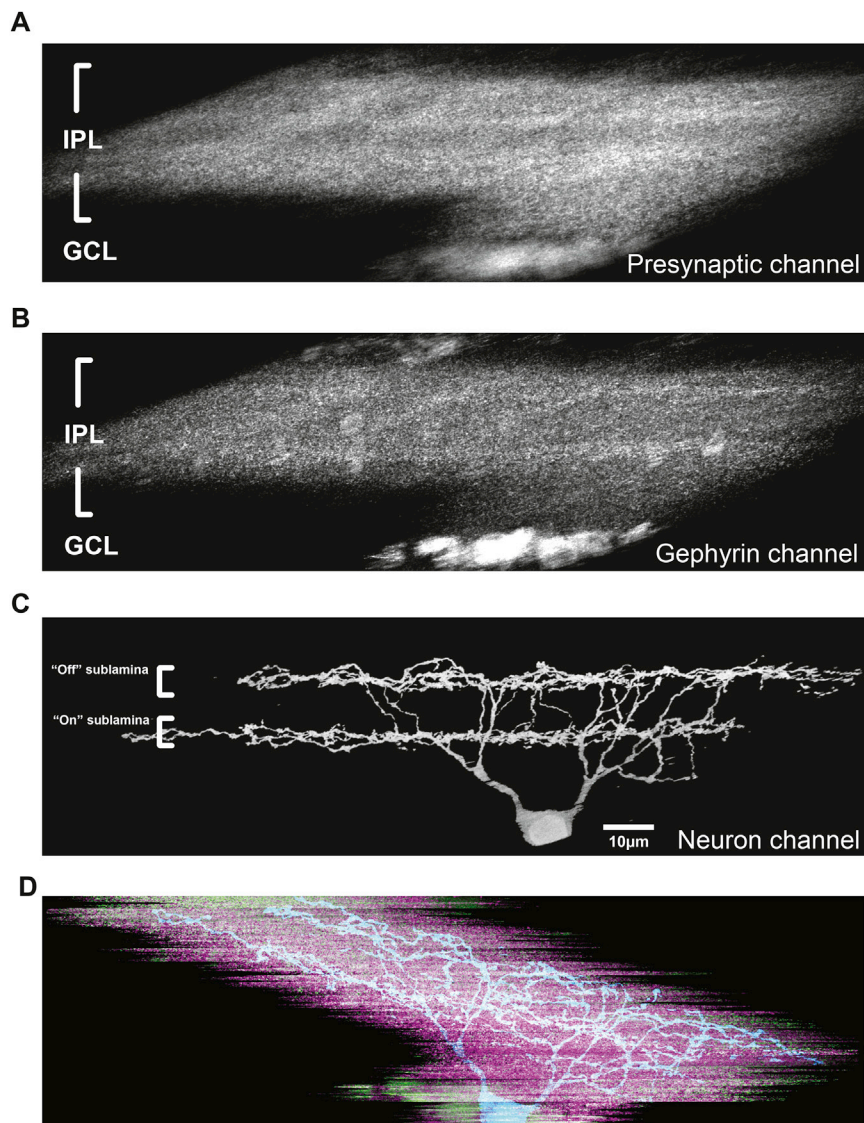 A
IPL
GCL
Presynaptic channel
B
IPL
GCL
Gephyrin channel
C
“Off” sublamina
“On” sublamina
10μm
Neuron channel
D